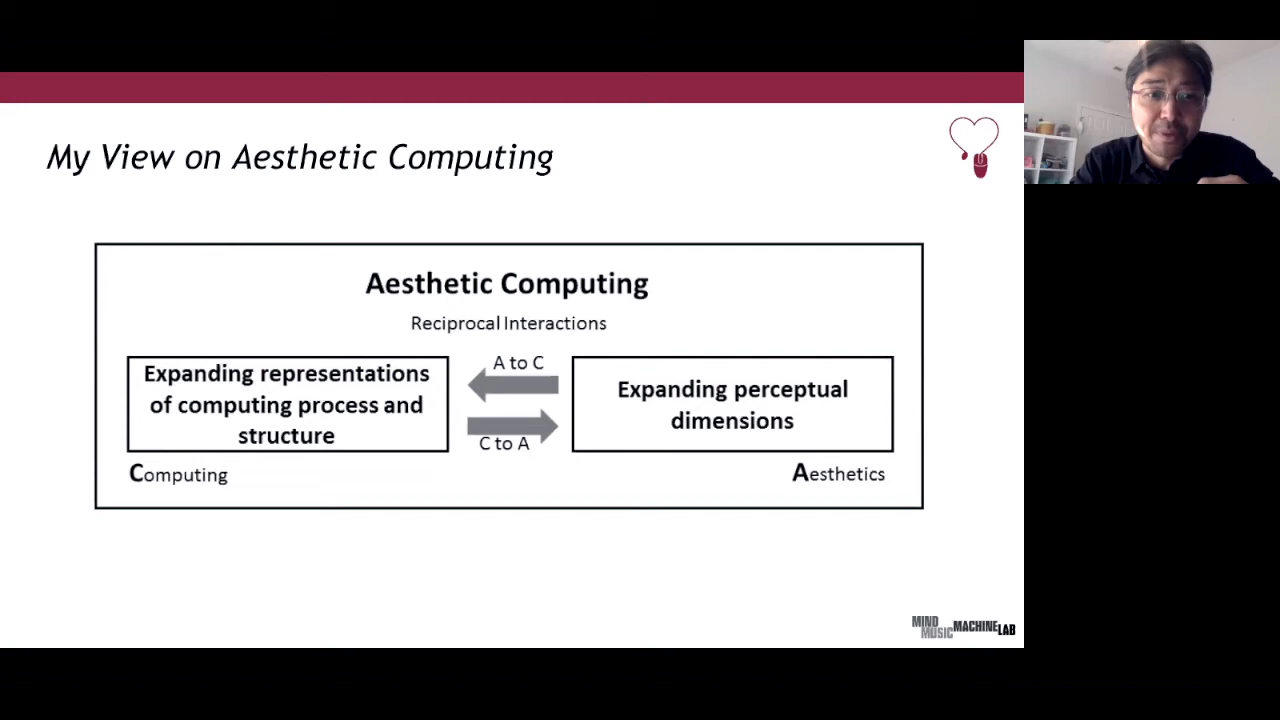 My View on Aesthetic Computing
Aesthetic Computing
Reciprocal Interactions
Expanding representations
of computing process and
structure
A to C
C to A
Expanding perceptual
dimensions
Computing
Aesthetics
MIND
MUSIC MACHINE LAB